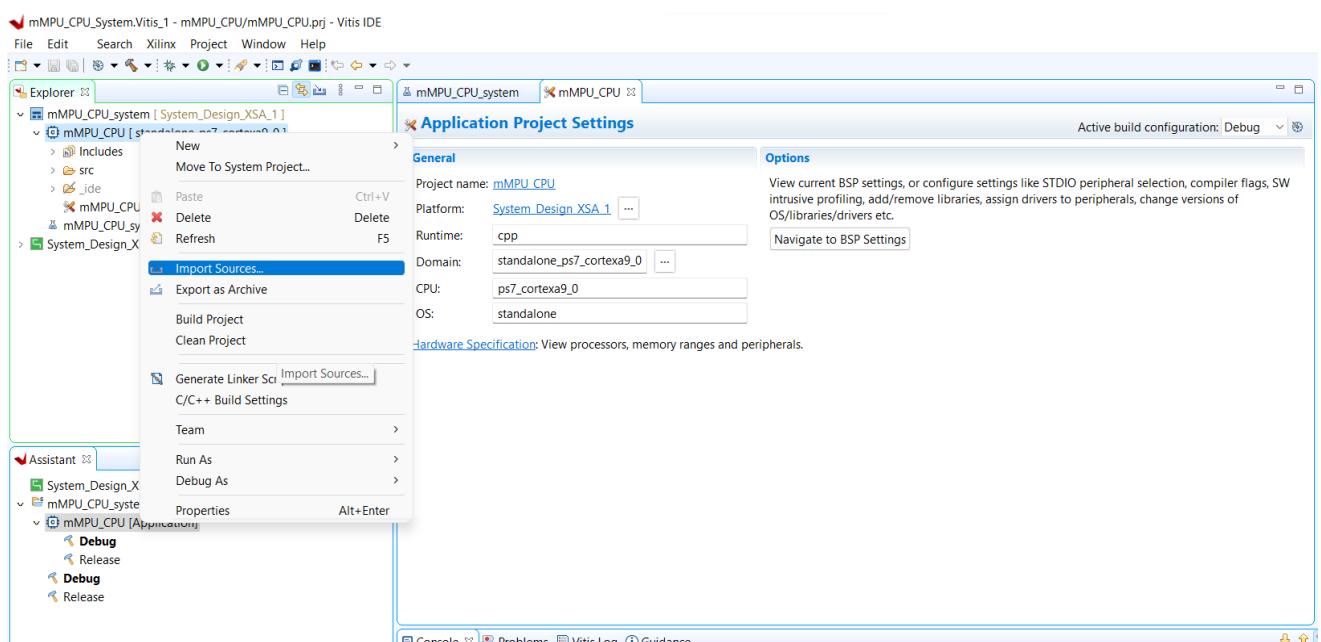 mMPU_CPU_System.Vitis_1 - mMPU_CPU/mMPU_CPU.prj - Vitis IDE
File Edit Search Xilinx Project Window Help
Explorer
mMPU_CPU_system [ System_Design_XSA_1 ]
mMPU_CPU [ standalone_ps7_cortexa9_0 ]
Includes
src
_ide
mMPU_CPU
mMPU_CPU_sy
System_Design_X
New
Move To System Project...
Paste Ctrl+V
Delete Delete
Refresh F5
Import Sources...
Export as Archive
Build Project
Clean Project
Generate Linker Scr
Import Sources...
C/C++ Build Settings
Team
Run As
Debug As
Properties Alt+Enter
Assistant
System_Design_X
mMPU_CPU_syste
mMPU_CPU [Application]
Debug
Release
Debug
Release
mMPU_CPU_system mMPU_CPU
Application Project Settings
Active build configuration: Debug
General
Project name: mMPU_CPU
Platform: System_Design_XSA_1 ...
Runtime: cpp
Domain: standalone_ps7_cortexa9_0 ...
CPU: ps7_cortexa9_0
OS: standalone
Hardware Specification: View processors, memory ranges and peripherals.
Options
View current BSP settings, or configure settings like STDIO peripheral selection, compiler flags, SW
intrusive profiling, add/remove libraries, assign drivers to peripherals, change versions of
OS/libraries/drivers etc.
Navigate to BSP Settings
Console Problems Vitis Log Guidance